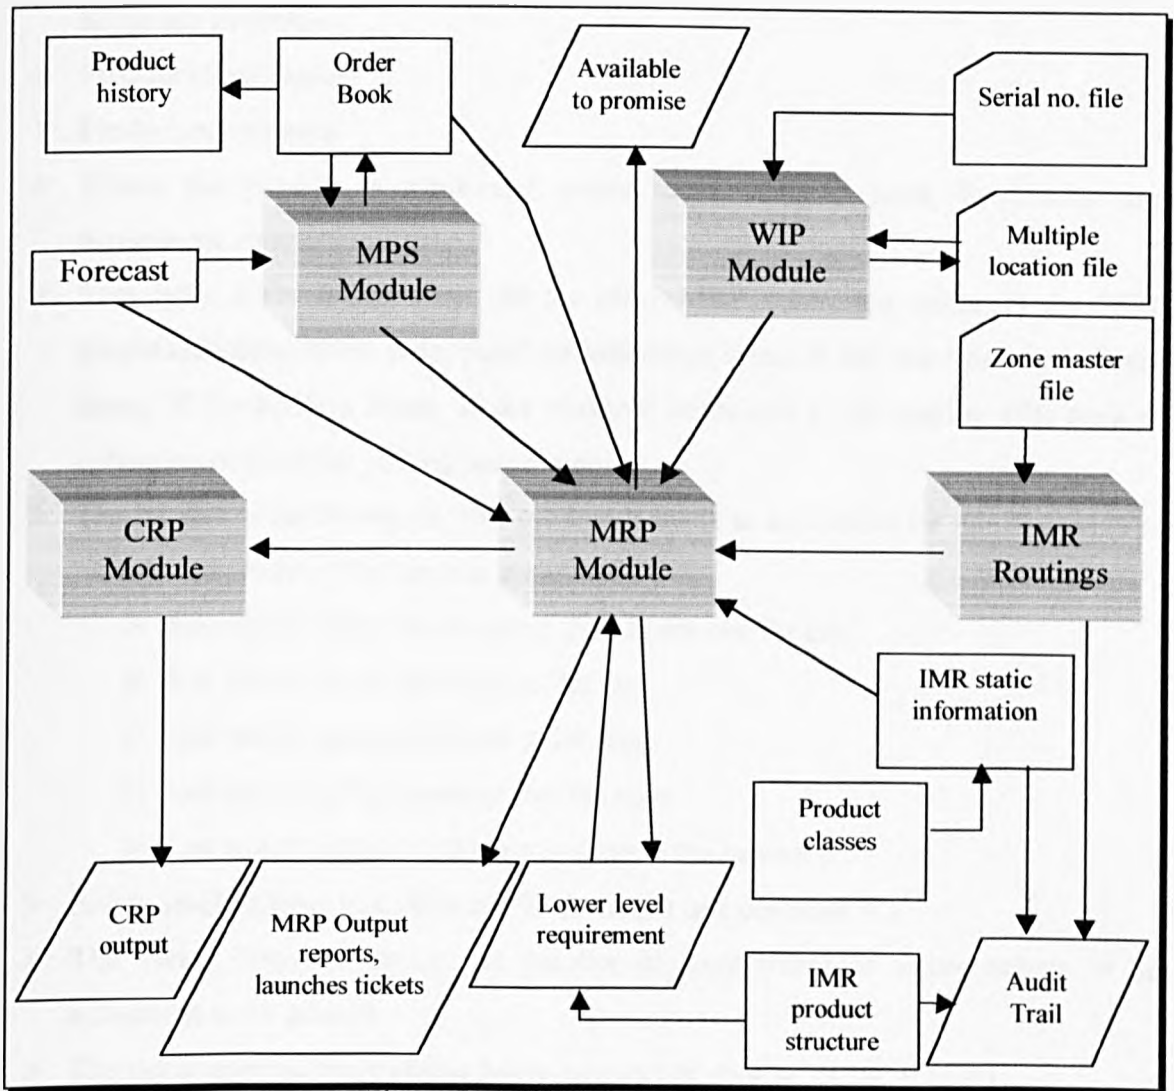 Product
history
Order
Book
Available
to promise
Serial no. file
MPS
Module
WIP
Module
Multiple
location file
Forecast
Zone master
file
CRP
Module
MRP
Module
IMR
Routings
IMR static
information
Product
classes
CRP
output
MRP Output
reports,
launches tickets
Lower level
requirement
IMR
product
structure
Audit
Trail